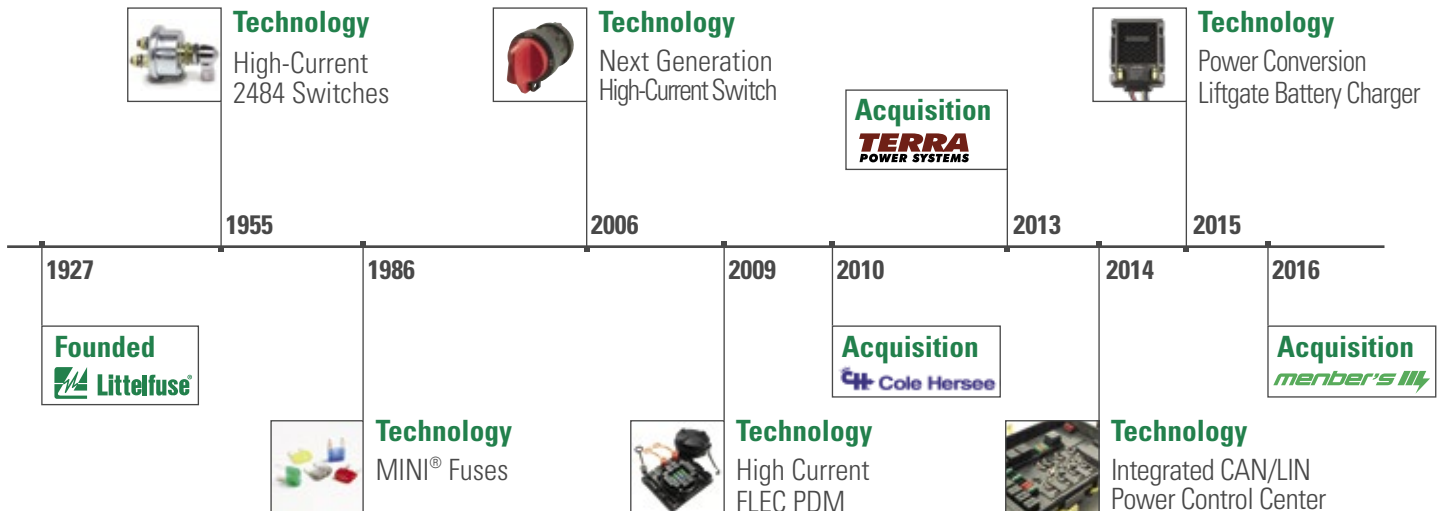 Technology
High-Current
2484 Switches
Technology
Next Generation
High-Current Switch
Acquisition
TERRA
POWER SYSTEMS
Technology
Power Conversion
Liftgate Battery Charger
1955
2006
2013
2015
1927
1986
2009
2010
2014
2016
Founded
Littelfuse®
Acquisition
CH Cole Hersee
Acquisition
menber's
Technology
MINI® Fuses
Technology
High Current
FLEC PDM
Technology
Integrated CAN/LIN
Power Control Center